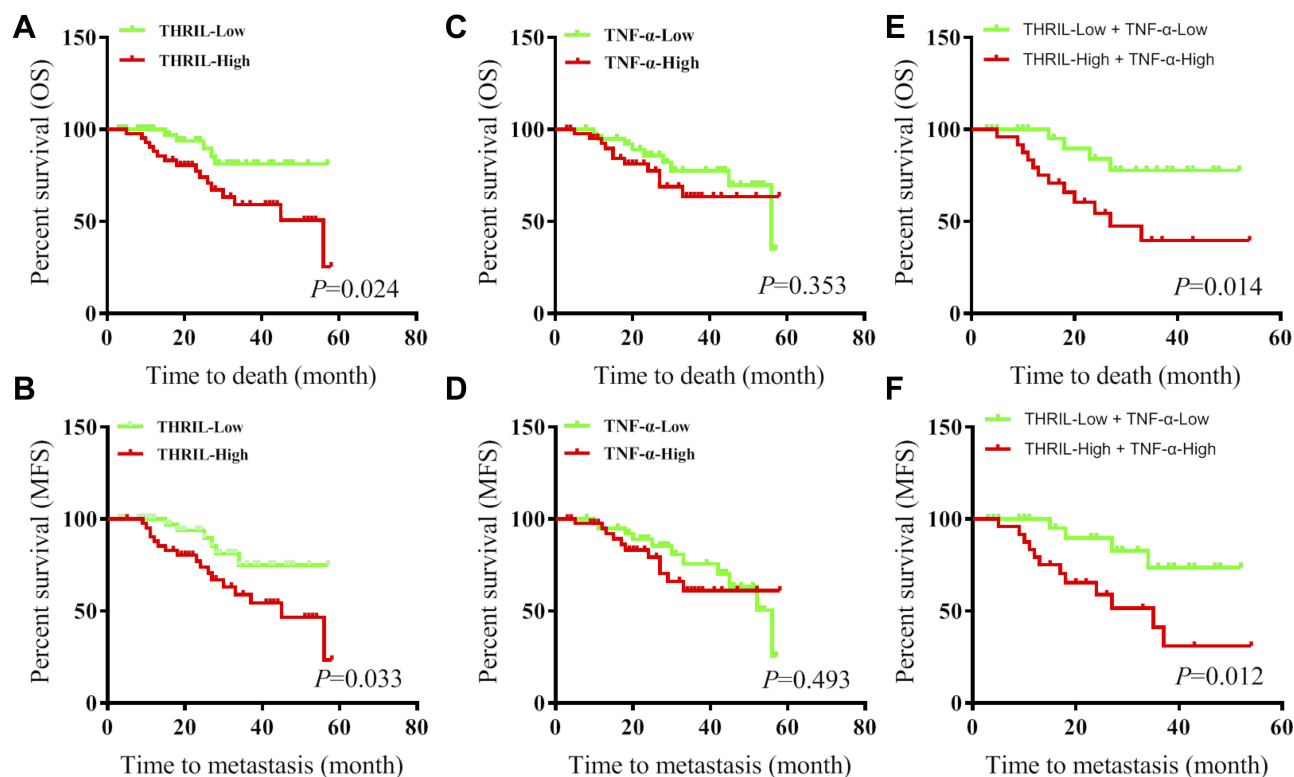 A
THRIL-Low
THRIL-High
Percent survival (OS)
150
100
50
0
P=0.024
0 20 40 60 80
Time to death (month)
C
TNF-α-Low
TNF-α-High
Percent survival (OS)
150
100
50
0
P=0.353
0 20 40 60 80
Time to death (month)
E
THRIL-Low + TNF-α-Low
THRIL-High + TNF-α-High
Percent survival (OS)
150
100
50
0
P=0.014
0 20 40 60
Time to death (month)
B
THRIL-Low
THRIL-High
Percent survival (MFS)
150
100
50
0
P=0.033
0 20 40 60 80
Time to metastasis (month)
D
TNF-α-Low
TNF-α-High
Percent survival (MFS)
150
100
50
0
P=0.493
0 20 40 60 80
Time to metastasis (month)
F
THRIL-Low + TNF-α-Low
THRIL-High + TNF-α-High
Percent survival (MFS)
150
100
50
0
P=0.012
0 20 40 60
Time to metastasis (month)